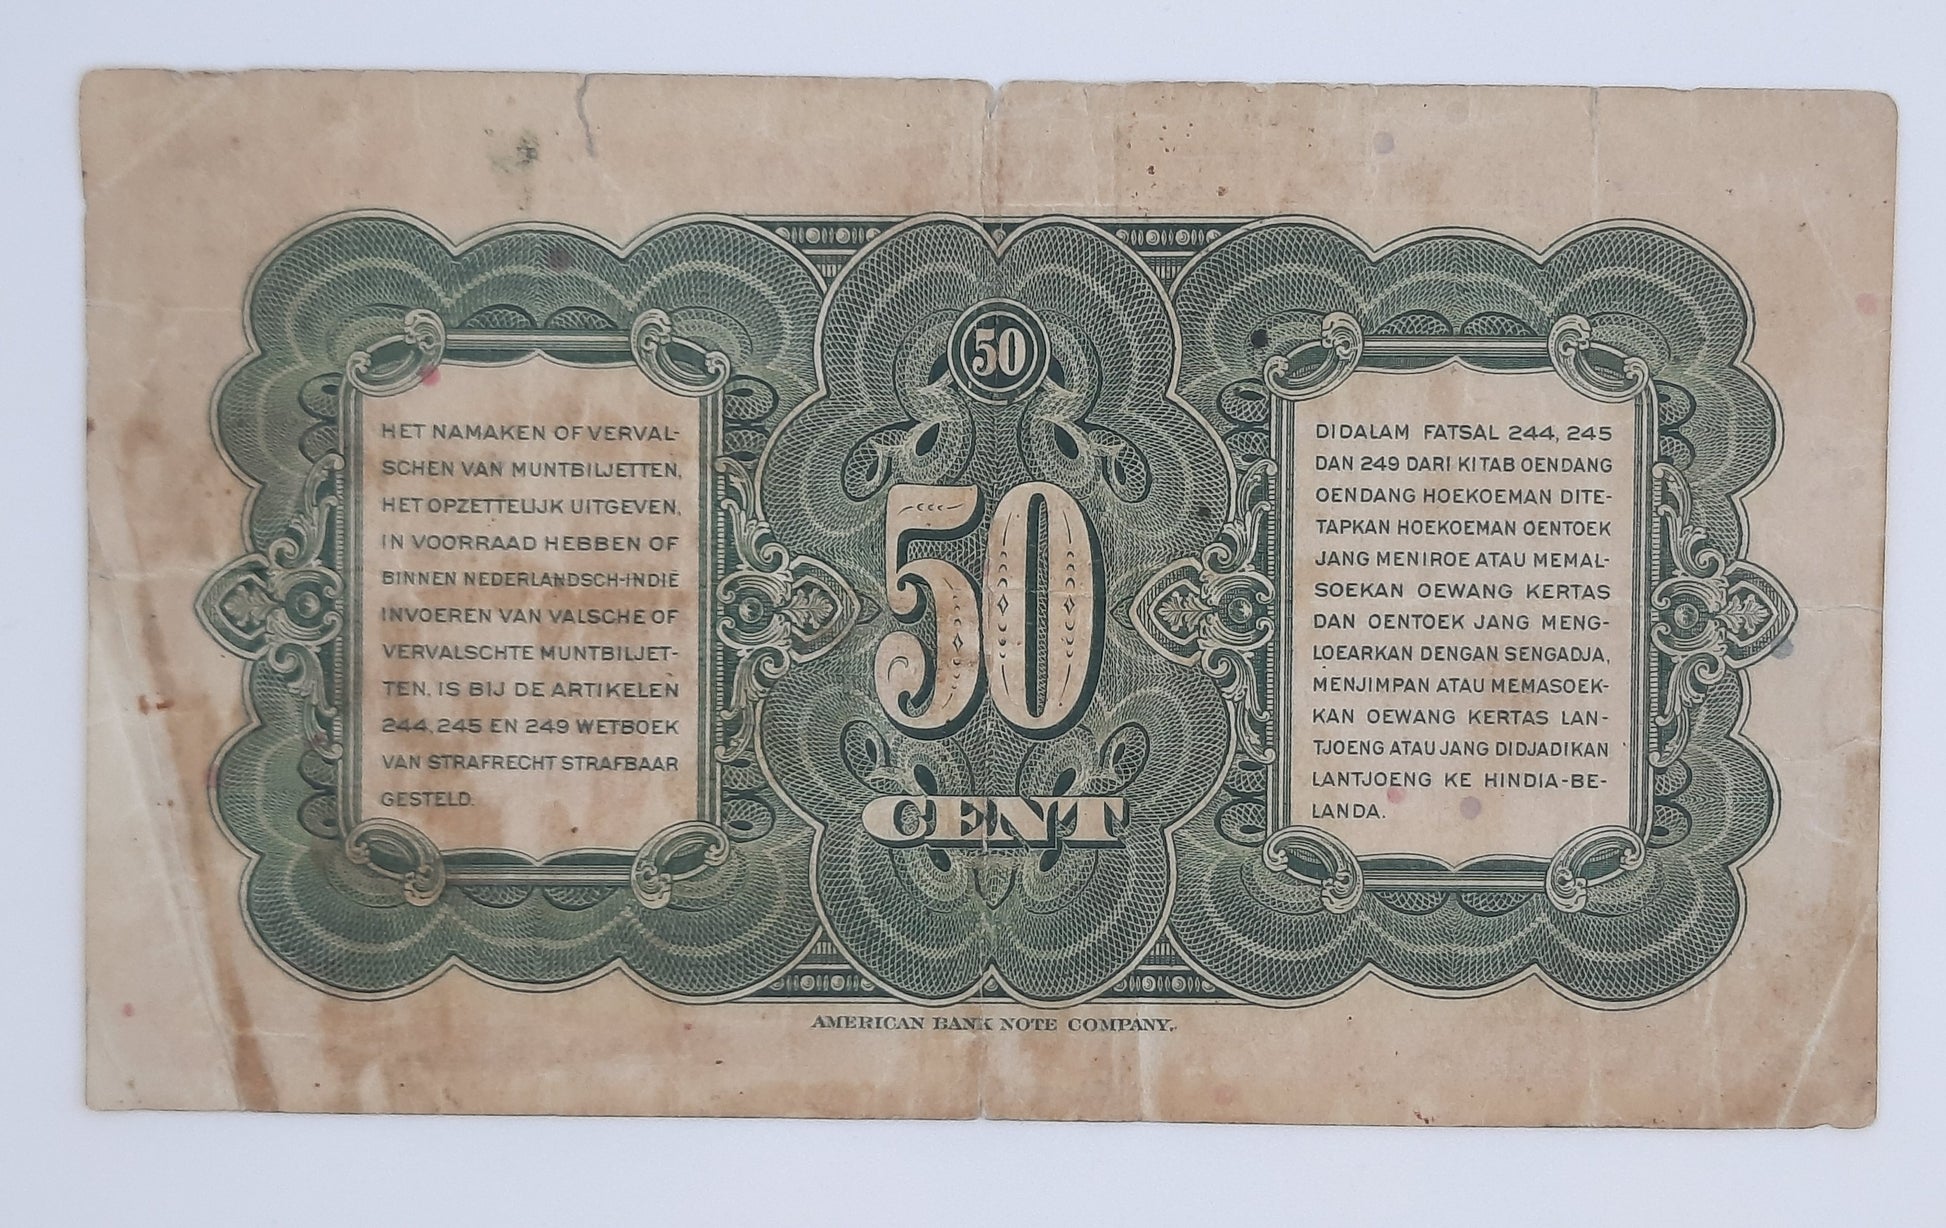 HET NAMAKEN OF VERVAL-
SCHEN VAN MUNTBILJETTEN,
HET OPZETTELIJK UITGEVEN,
IN VOORRAAD HEBBEN OF
BINNEN NEDERLANDSCH-INDIË
INVOEREN VAN VALSCHE OF
VERVALSCHTE MUNTBILJET-
TEN, IS BIJ DE ARTIKELEN
244, 245 EN 249 WETBOEK
VAN STRAFRECHT STRAFBAAR
GESTELD.
50
50
CENT
DIDALAM FATSAL 244, 245
DAN 249 DARI KITAB OENDANG
OENDANG HOEKOEMAN DITE-
TAPKAN HOEKOEMAN OENTOEK
JANG MENIROE ATAU MEMAL-
SOEKAN OEWANG KERTAS
DAN OENTOEK JANG MENG-
LOEARKAN DENGAN SENGADJA,
MENJIMPAN ATAU MEMASOEK-
KAN OEWANG KERTAS LAN-
TJOENG ATAU JANG DIDJADIKAN
LANTJOENG KE HINDIA-BE-
LANDA.
AMERICAN BANK NOTE COMPANY.